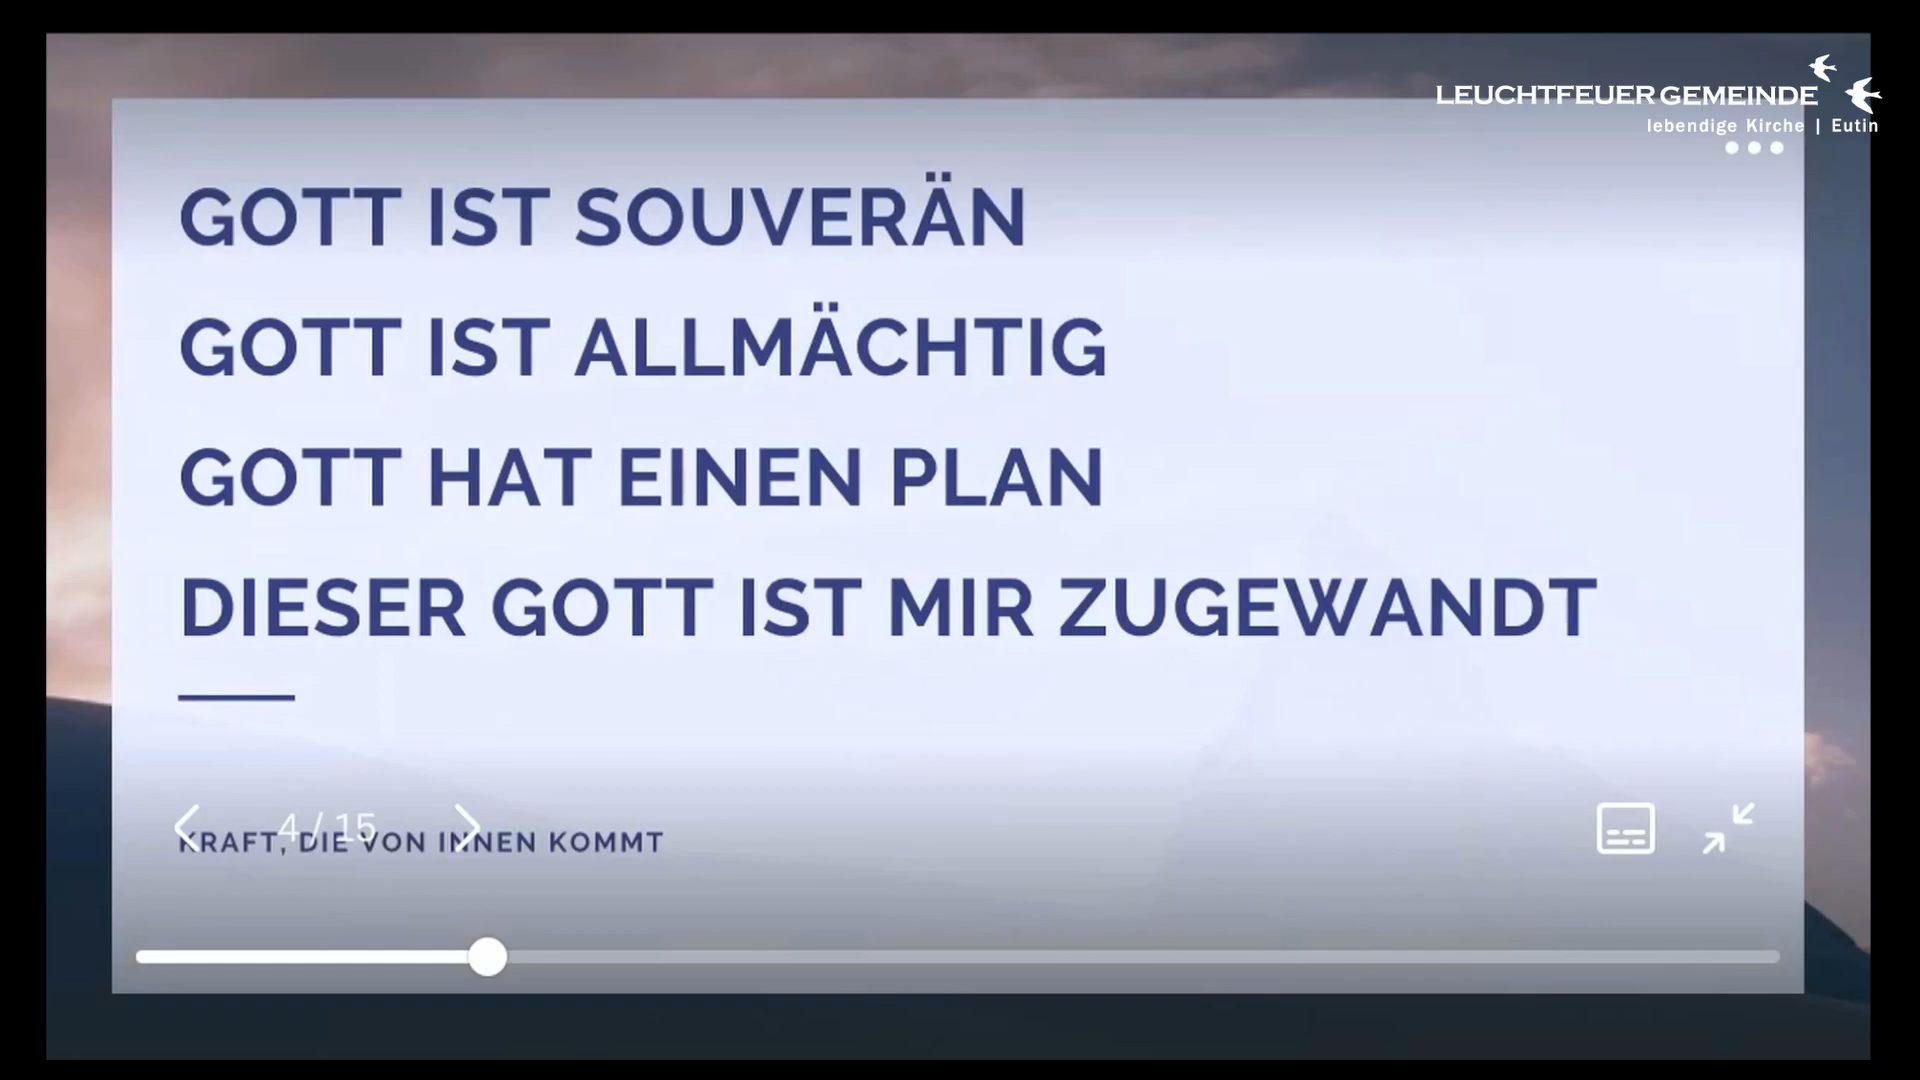 LEUCHTFEUER GEMEINDE
lebendige Kirche | Eutin
GOTT IST SOUVERÄN
GOTT IST ALLMÄCHTIG
GOTT HAT EINEN PLAN
DIESER GOTT IST MIR ZUGEWANDT
4 / 15
KRAFT, DIE VON INNEN KOMMT